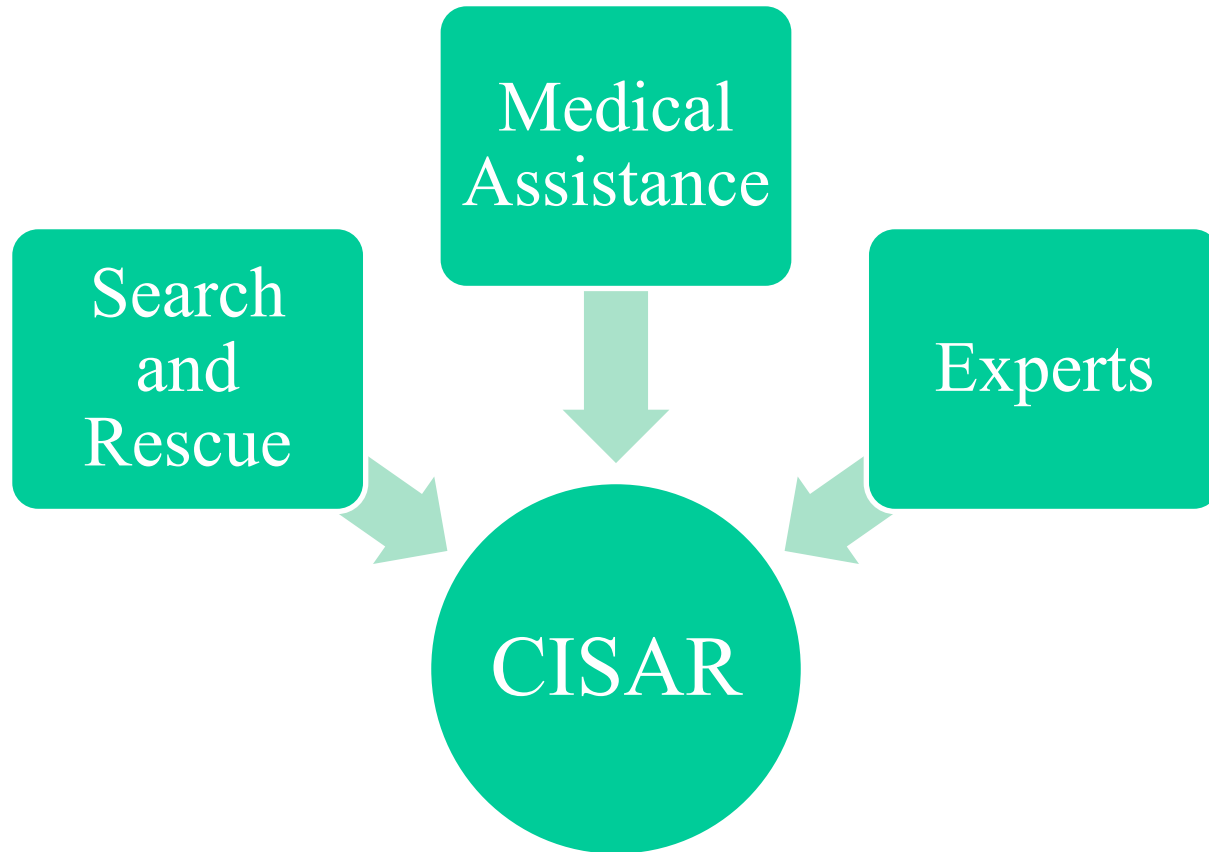 Medical
Assistance
Search
and
Rescue
Experts
CISAR